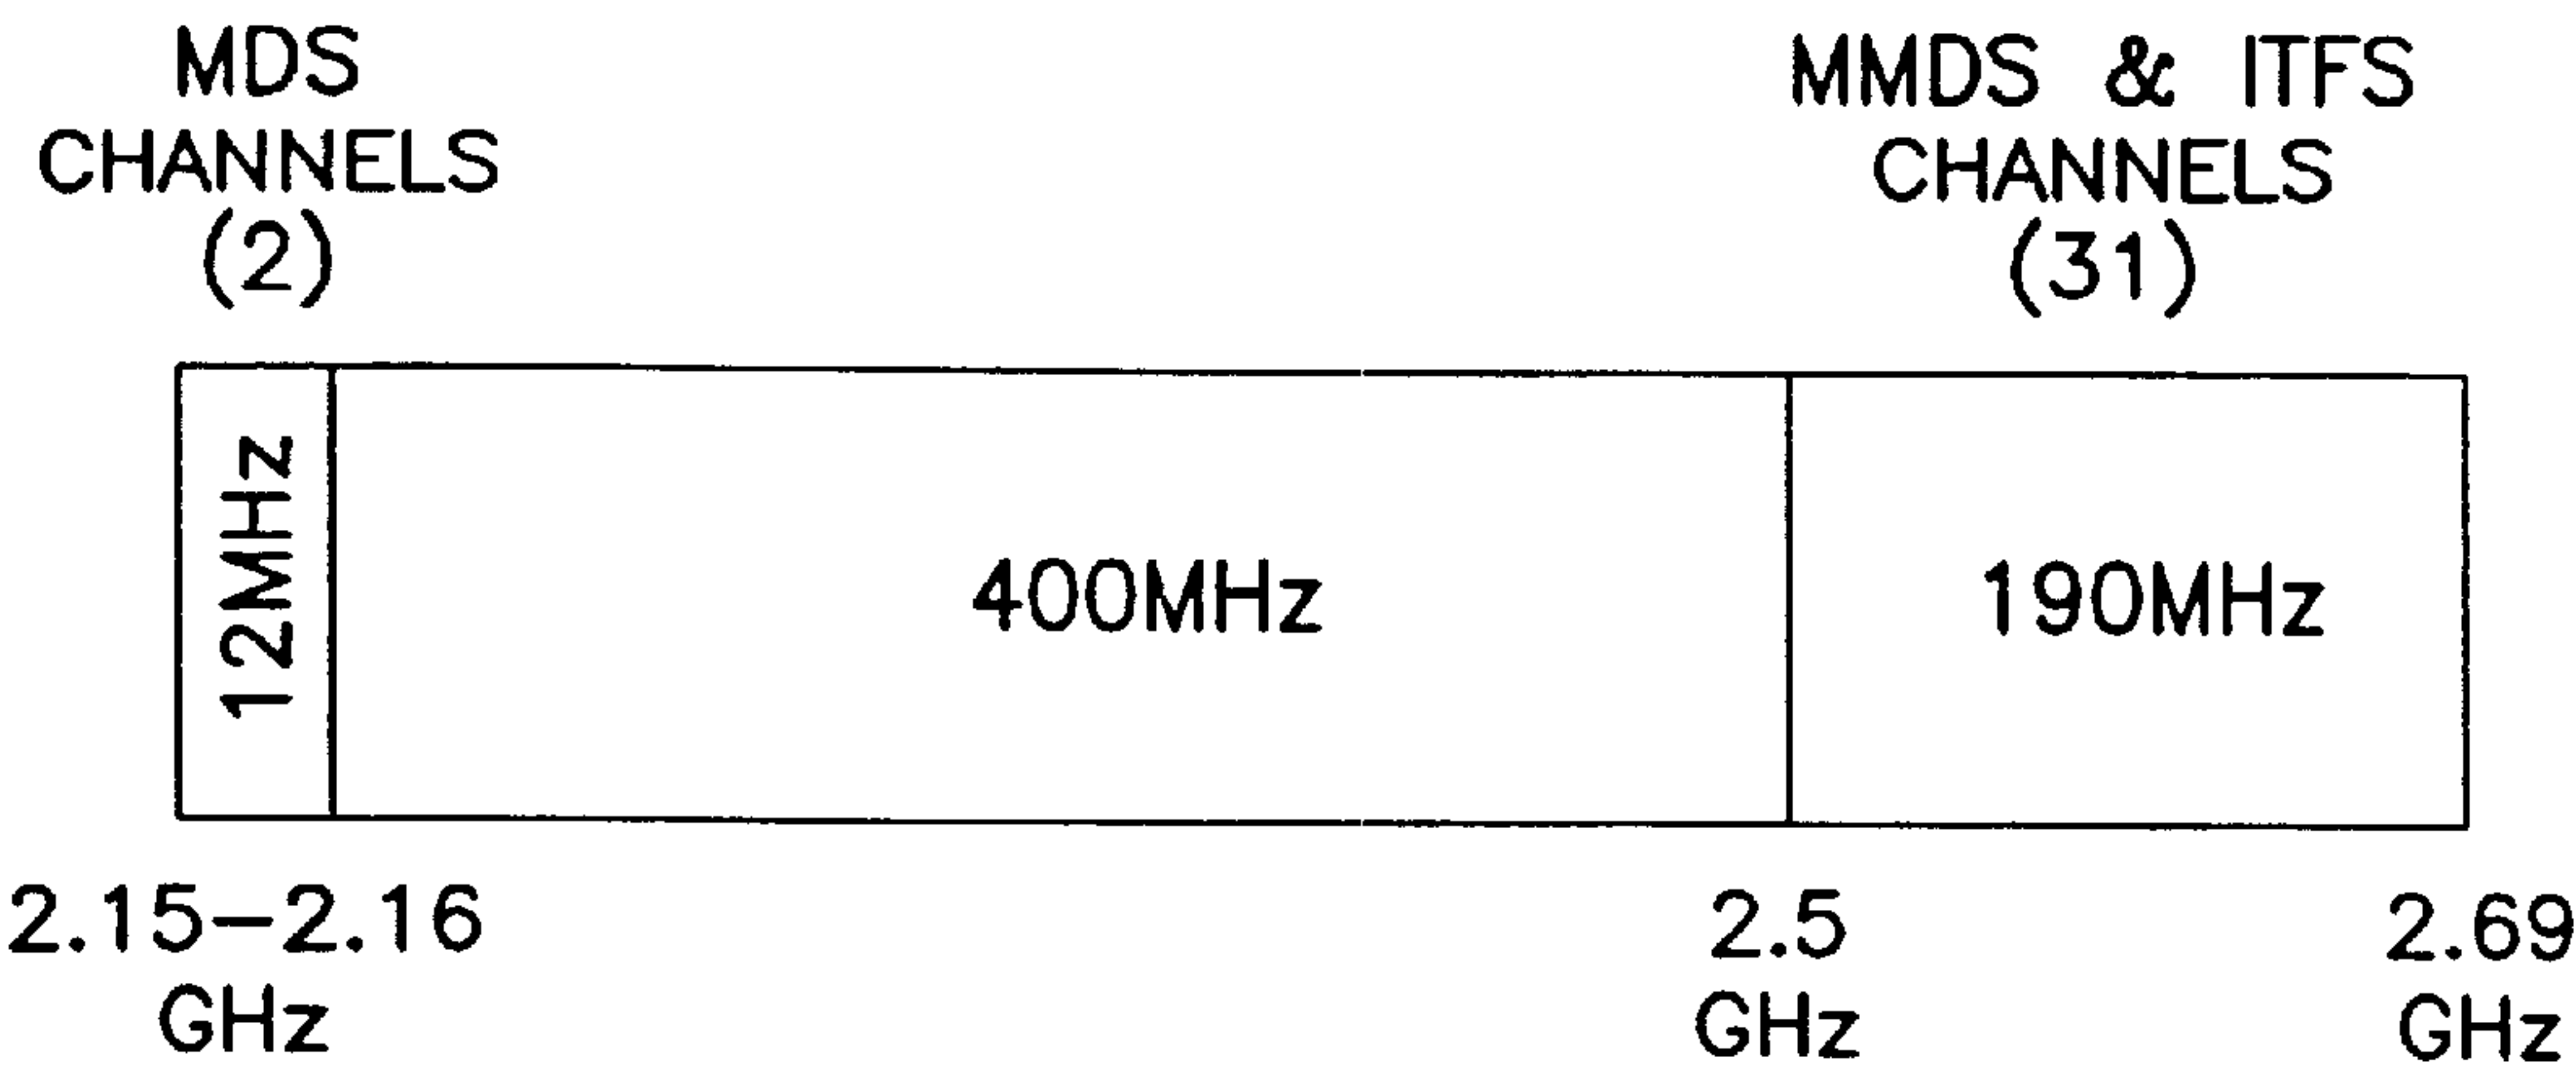 MDS
CHANNELS
(2)
MMDS & ITFS
CHANNELS
(31)
12MHz
400MHz
190MHz
2.15-2.16
GHz
2.5
GHz
2.69
GHz